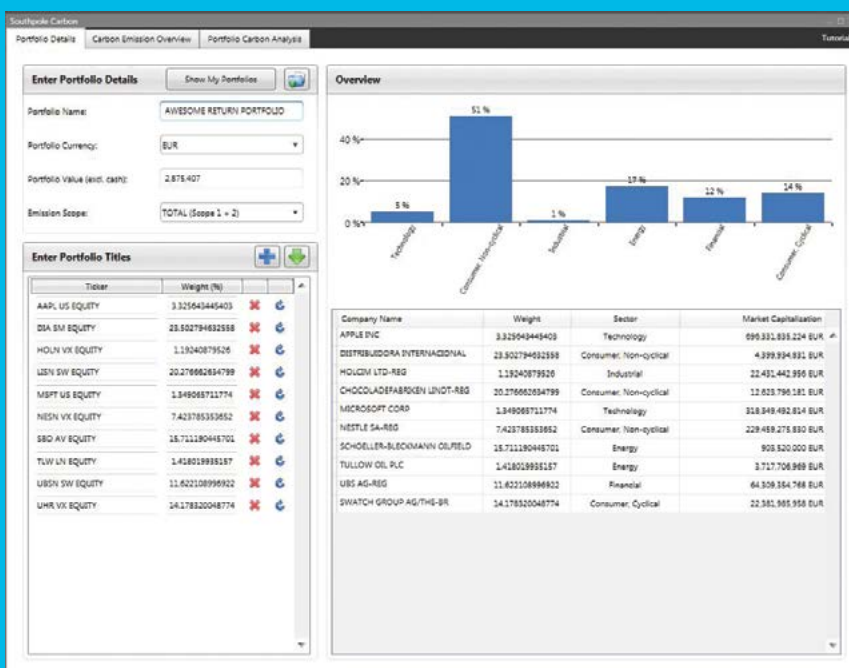 Southpole Carbon
Portfolio Details Carbon Emission Overview Portfolio Carbon Analysis Tutorial
Enter Portfolio Details Show My Portfolios
Portfolio Name: AWESOME RETURN PORTFOLIO
Portfolio Currency: EUR
Portfolio Value (excl. cash): 2,875,407
Emission Scope: TOTAL (Scope 1 + 2)
Enter Portfolio Titles
Ticker Weight (%)
AAPL US EQUITY 3.325643445403
DIA SM EQUITY 23.502794632558
HOLN VX EQUITY 1.19240879526
LISN SW EQUITY 20.276662634799
MSFT US EQUITY 1.349065711774
NESN VX EQUITY 7.423785353652
SBO AV EQUITY 15.711190445701
TLW LN EQUITY 1.418019935157
UBSN SW EQUITY 11.622108996922
UHR VX EQUITY 14.178320048774
Overview
51 %
40 %
20 %
0 %
5 %
1 %
17 %
12 %
14 %
Technology
Consumer, Non-cyclical
Industrial
Energy
Financial
Consumer, Cyclical
Company Name Weight Sector Market Capitalization
APPLE INC 3.325643445403 Technology 696.331.835.224 EUR
DISTRIBUIDORA INTERNACIONAL 23.502794632558 Consumer, Non-cyclical 4.399.934.831 EUR
HOLCIM LTD-REG 1.19240879526 Industrial 22.431.442.956 EUR
CHOCOLADEFABRIKEN LINDT-REG 20.276662634799 Consumer, Non-cyclical 12.623.796.181 EUR
MICROSOFT CORP 1.349065711774 Technology 318.349.492.814 EUR
NESTLE SA-REG 7.423785353652 Consumer, Non-cyclical 229.459.275.830 EUR
SCHOELLER-BLECKMANN OILFIELD 15.711190445701 Energy 903.520.000 EUR
TULLOW OIL PLC 1.418019935157 Energy 3.717.706.969 EUR
UBS AG-REG 11.622108996922 Financial 64.309.354.768 EUR
SWATCH GROUP AG/THE-BR 14.178320048774 Consumer, Cyclical 22.381.985.958 EUR